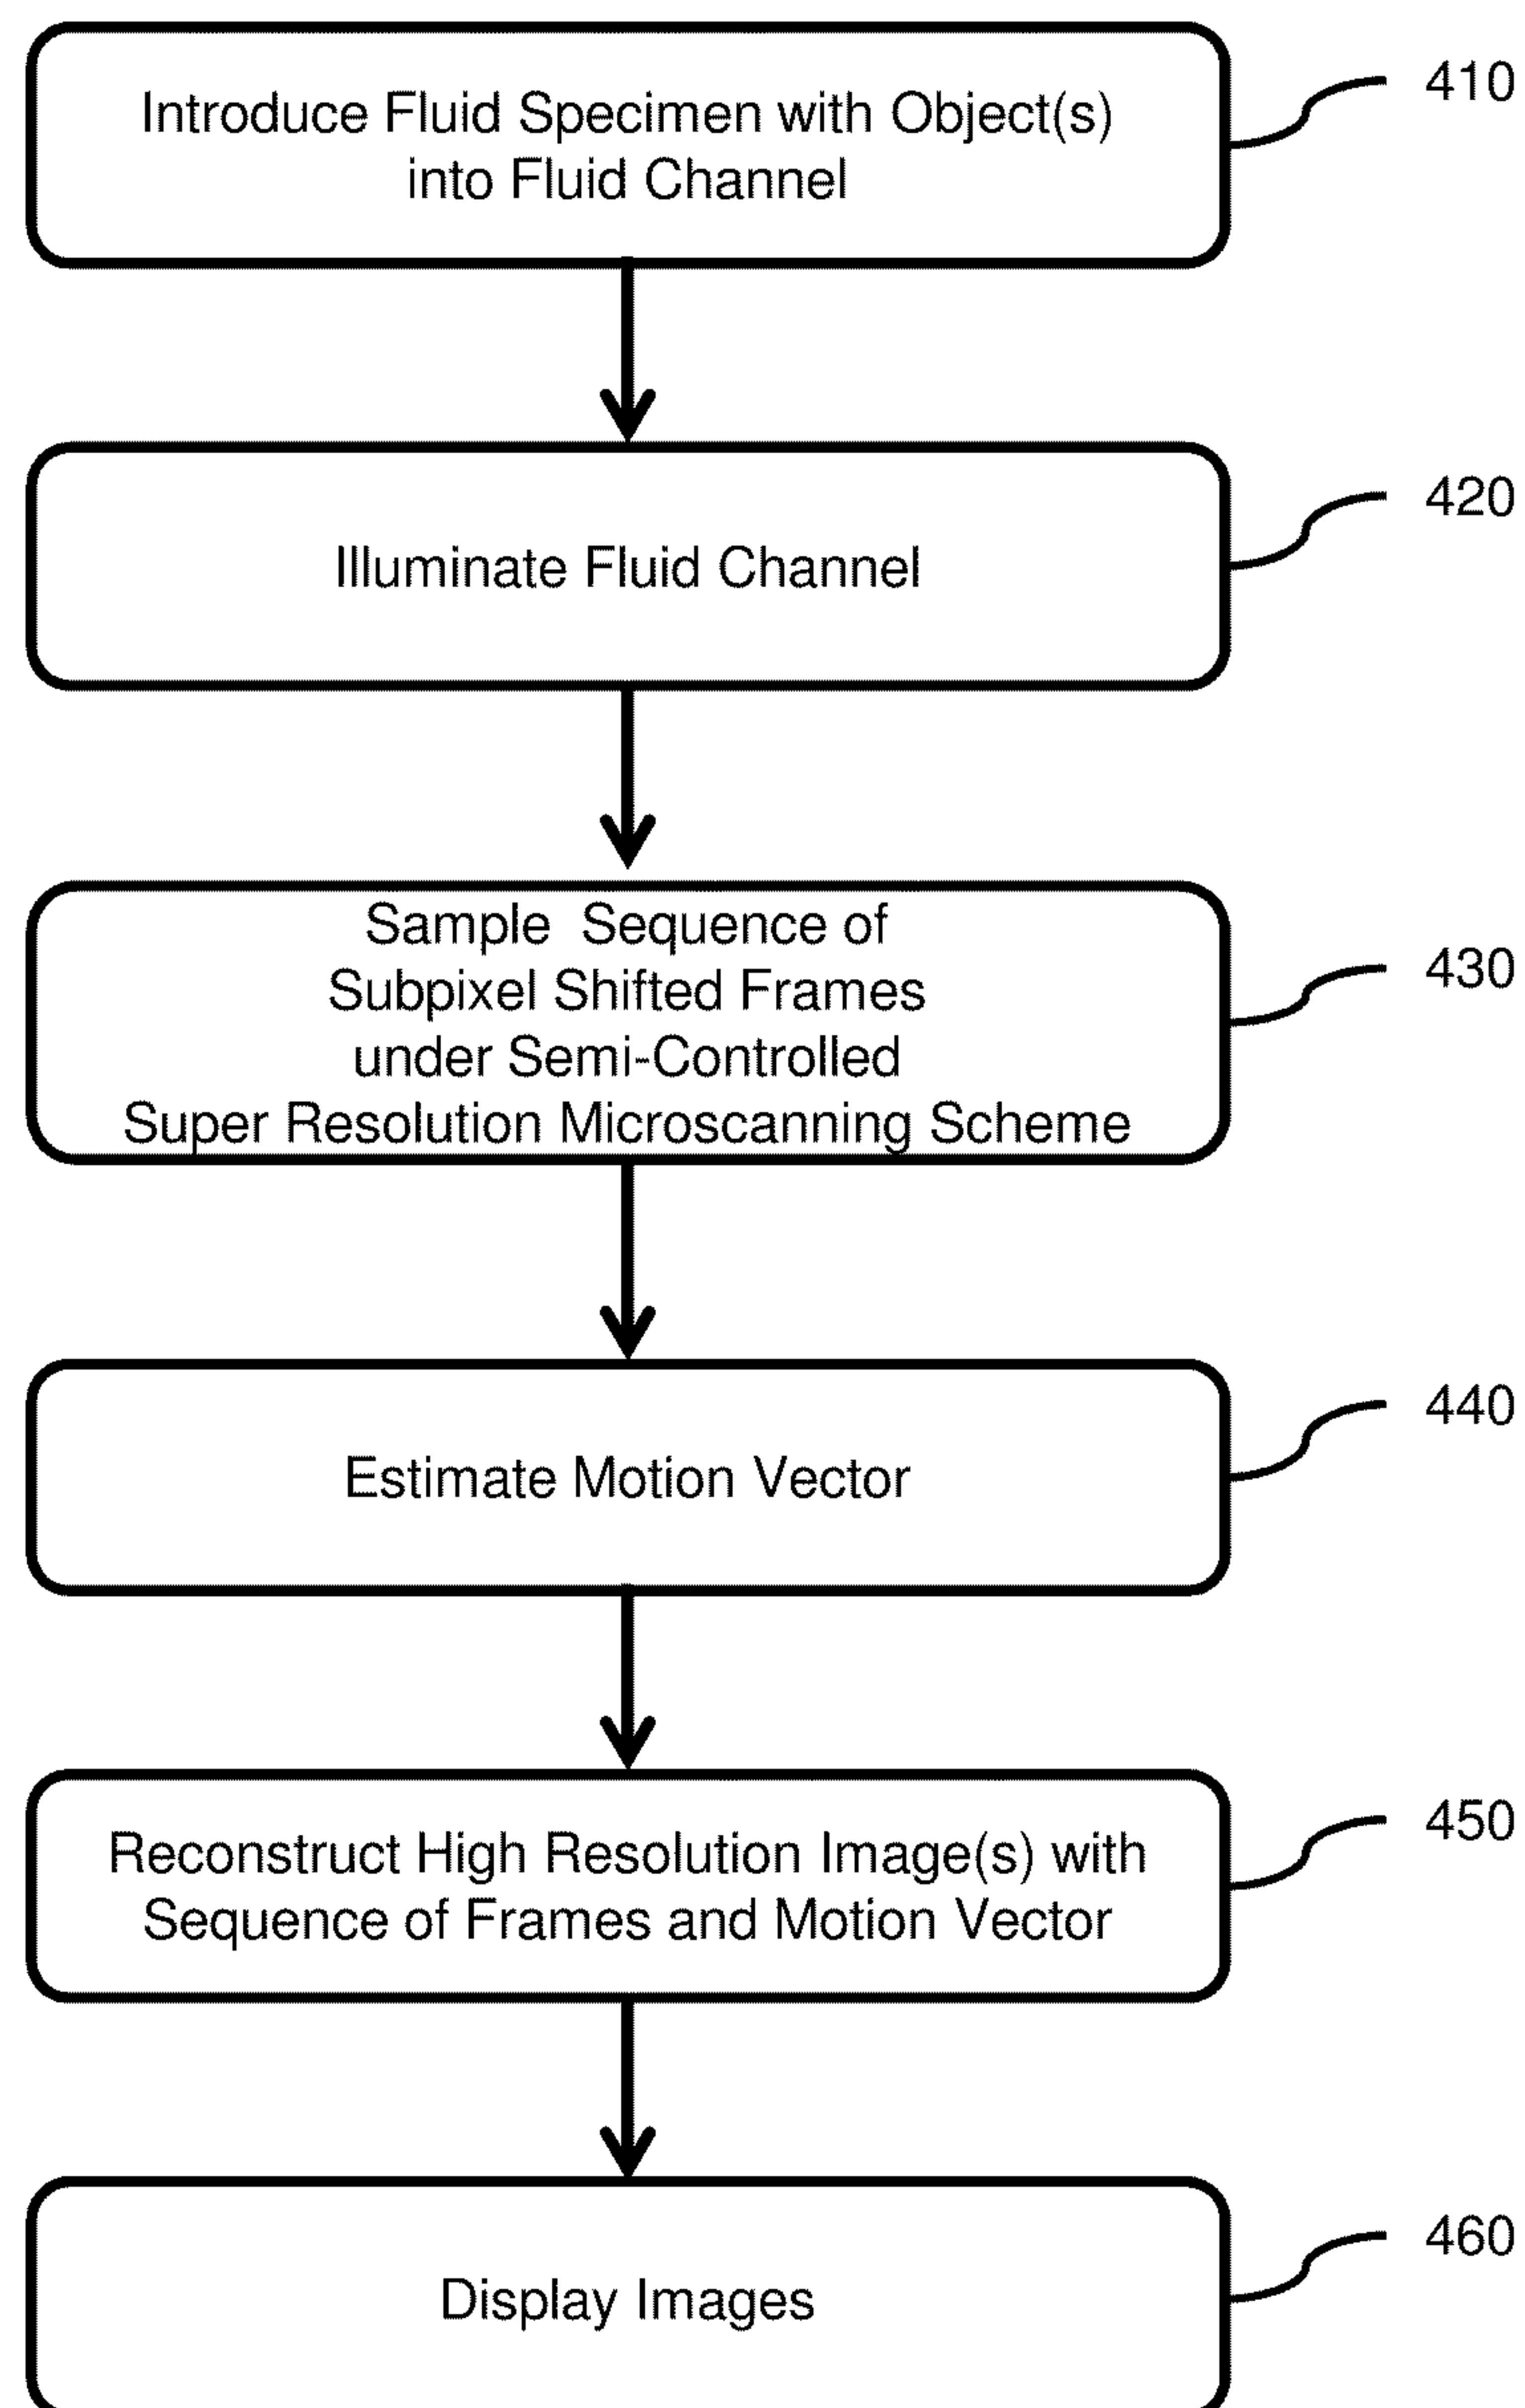 Introduce Fluid Specimen with Object(s)
into Fluid Channel
410
Illuminate Fluid Channel
420
Sample Sequence of
Subpixel Shifted Frames
under Semi-Controlled
Super Resolution Microscanning Scheme
430
Estimate Motion Vector
440
Reconstruct High Resolution Image(s) with
Sequence of Frames and Motion Vector
450
Display Images
460